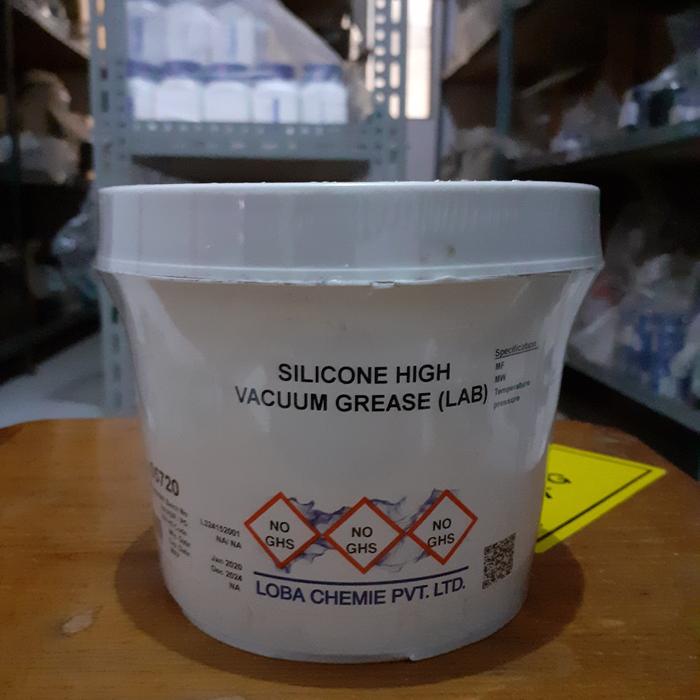 SILICONE HIGH
VACUUM GREASE (LAB)
Specification
MF
MW
Temperature
pressure
5720
L324152001
NA/ NA
Jan 2020
Dec 2024
NA
NO
GHS
NO
GHS
NO
GHS
LOBA CHEMIE PVT. LTD.